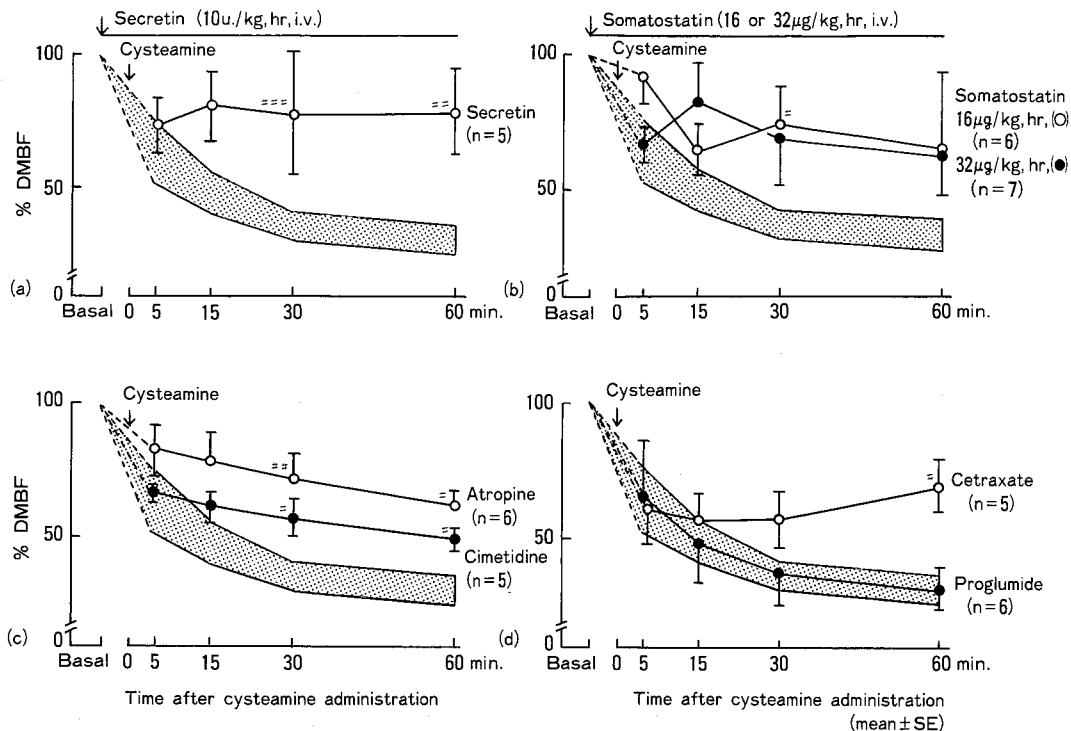 Secretin (10u./kg, hr, i.v.)
Cysteamine
100
50
0
% DMBF
Secretin
(n=5)
(a)
Basal 0 5 15 30 60 min.
Somatostatin (16 or 32μg/kg, hr, i.v.)
Cysteamine
100
50
0
Somatostatin
16μg/kg, hr, (○)
(n=6)
32μg/kg, hr, (●)
(n=7)
(b)
Basal 0 5 15 30 60 min.
Cysteamine
100
50
0
% DMBF
Atropine
(n=6)
Cimetidine
(n=5)
(c)
Basal 0 5 15 30 60 min.
Time after cysteamine administration
Cysteamine
100
50
0
Cetraxate
(n=5)
Proglumide
(n=6)
(d)
Basal 0 5 15 30 60 min.
Time after cysteamine administration
(mean ± SE)